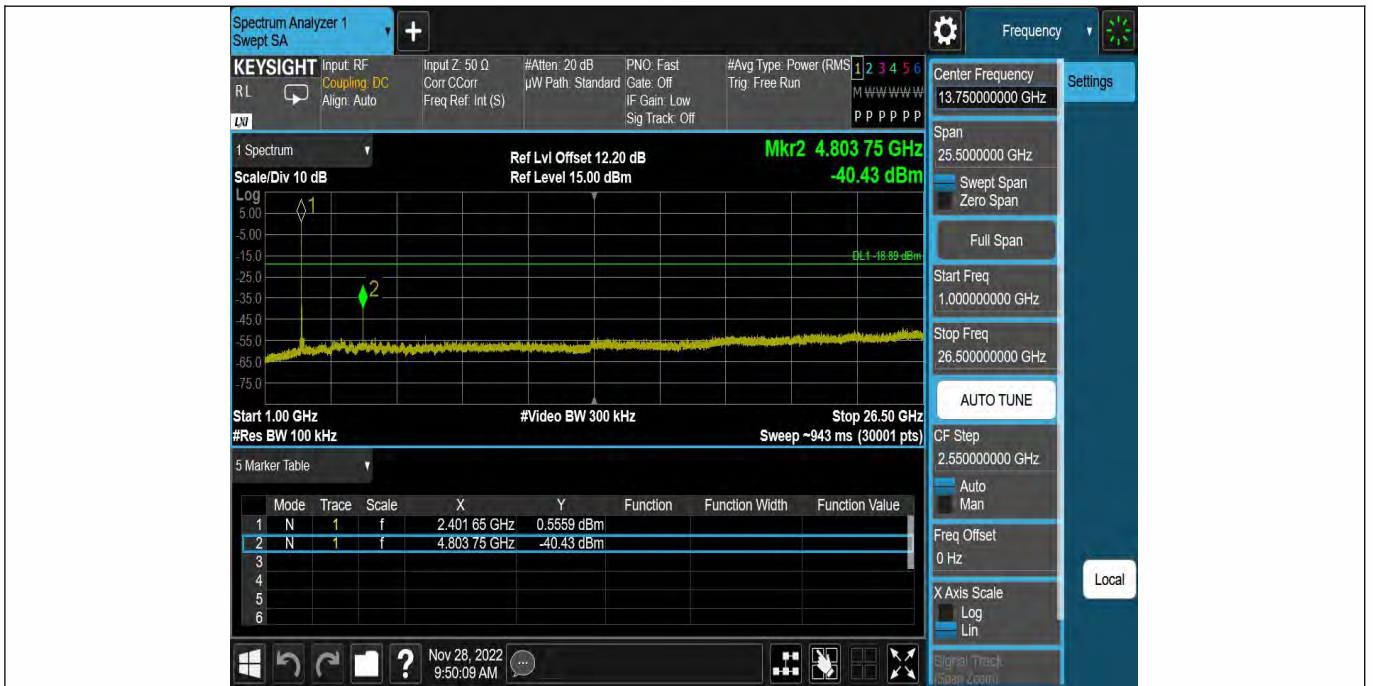 Spectrum Analyzer 1
Swept SA
+
Frequency
KEYSIGHT
RL
LXI
Input: RF
Coupling: DC
Align: Auto
Input Z: 50 Ω
Corr CCorr
Freq Ref: Int (S)
#Atten: 20 dB
µW Path: Standard
PNO: Fast
Gate: Off
IF Gain: Low
Sig Track: Off
#Avg Type: Power (RMS
Trig: Free Run
1 2 3 4 5 6
M W W W W W
P P P P P P
1 Spectrum
Scale/Div 10 dB
Ref Lvl Offset 12.20 dB
Ref Level 15.00 dBm
Mkr2 4.803 75 GHz
-40.43 dBm
Log
5.00
-5.00
-15.0
-25.0
-35.0
-45.0
-55.0
-65.0
-75.0
1
2
DL1 -18.89 dBm
Start 1.00 GHz
#Video BW 300 kHz
Stop 26.50 GHz
#Res BW 100 kHz
Sweep ~943 ms (30001 pts)
5 Marker Table
Mode Trace Scale X Y Function Function Width Function Value
1 N 1 f 2.401 65 GHz 0.5559 dBm
2 N 1 f 4.803 75 GHz -40.43 dBm
3
4
5
6
?
Nov 28, 2022
9:50:09 AM
Center Frequency
13.750000000 GHz
Settings
Span
25.5000000 GHz
Swept Span
Zero Span
Full Span
Start Freq
1.000000000 GHz
Stop Freq
26.500000000 GHz
AUTO TUNE
CF Step
2.550000000 GHz
Auto
Man
Freq Offset
0 Hz
X Axis Scale
Log
Lin
Local
Signal Track
(Span Zoom)